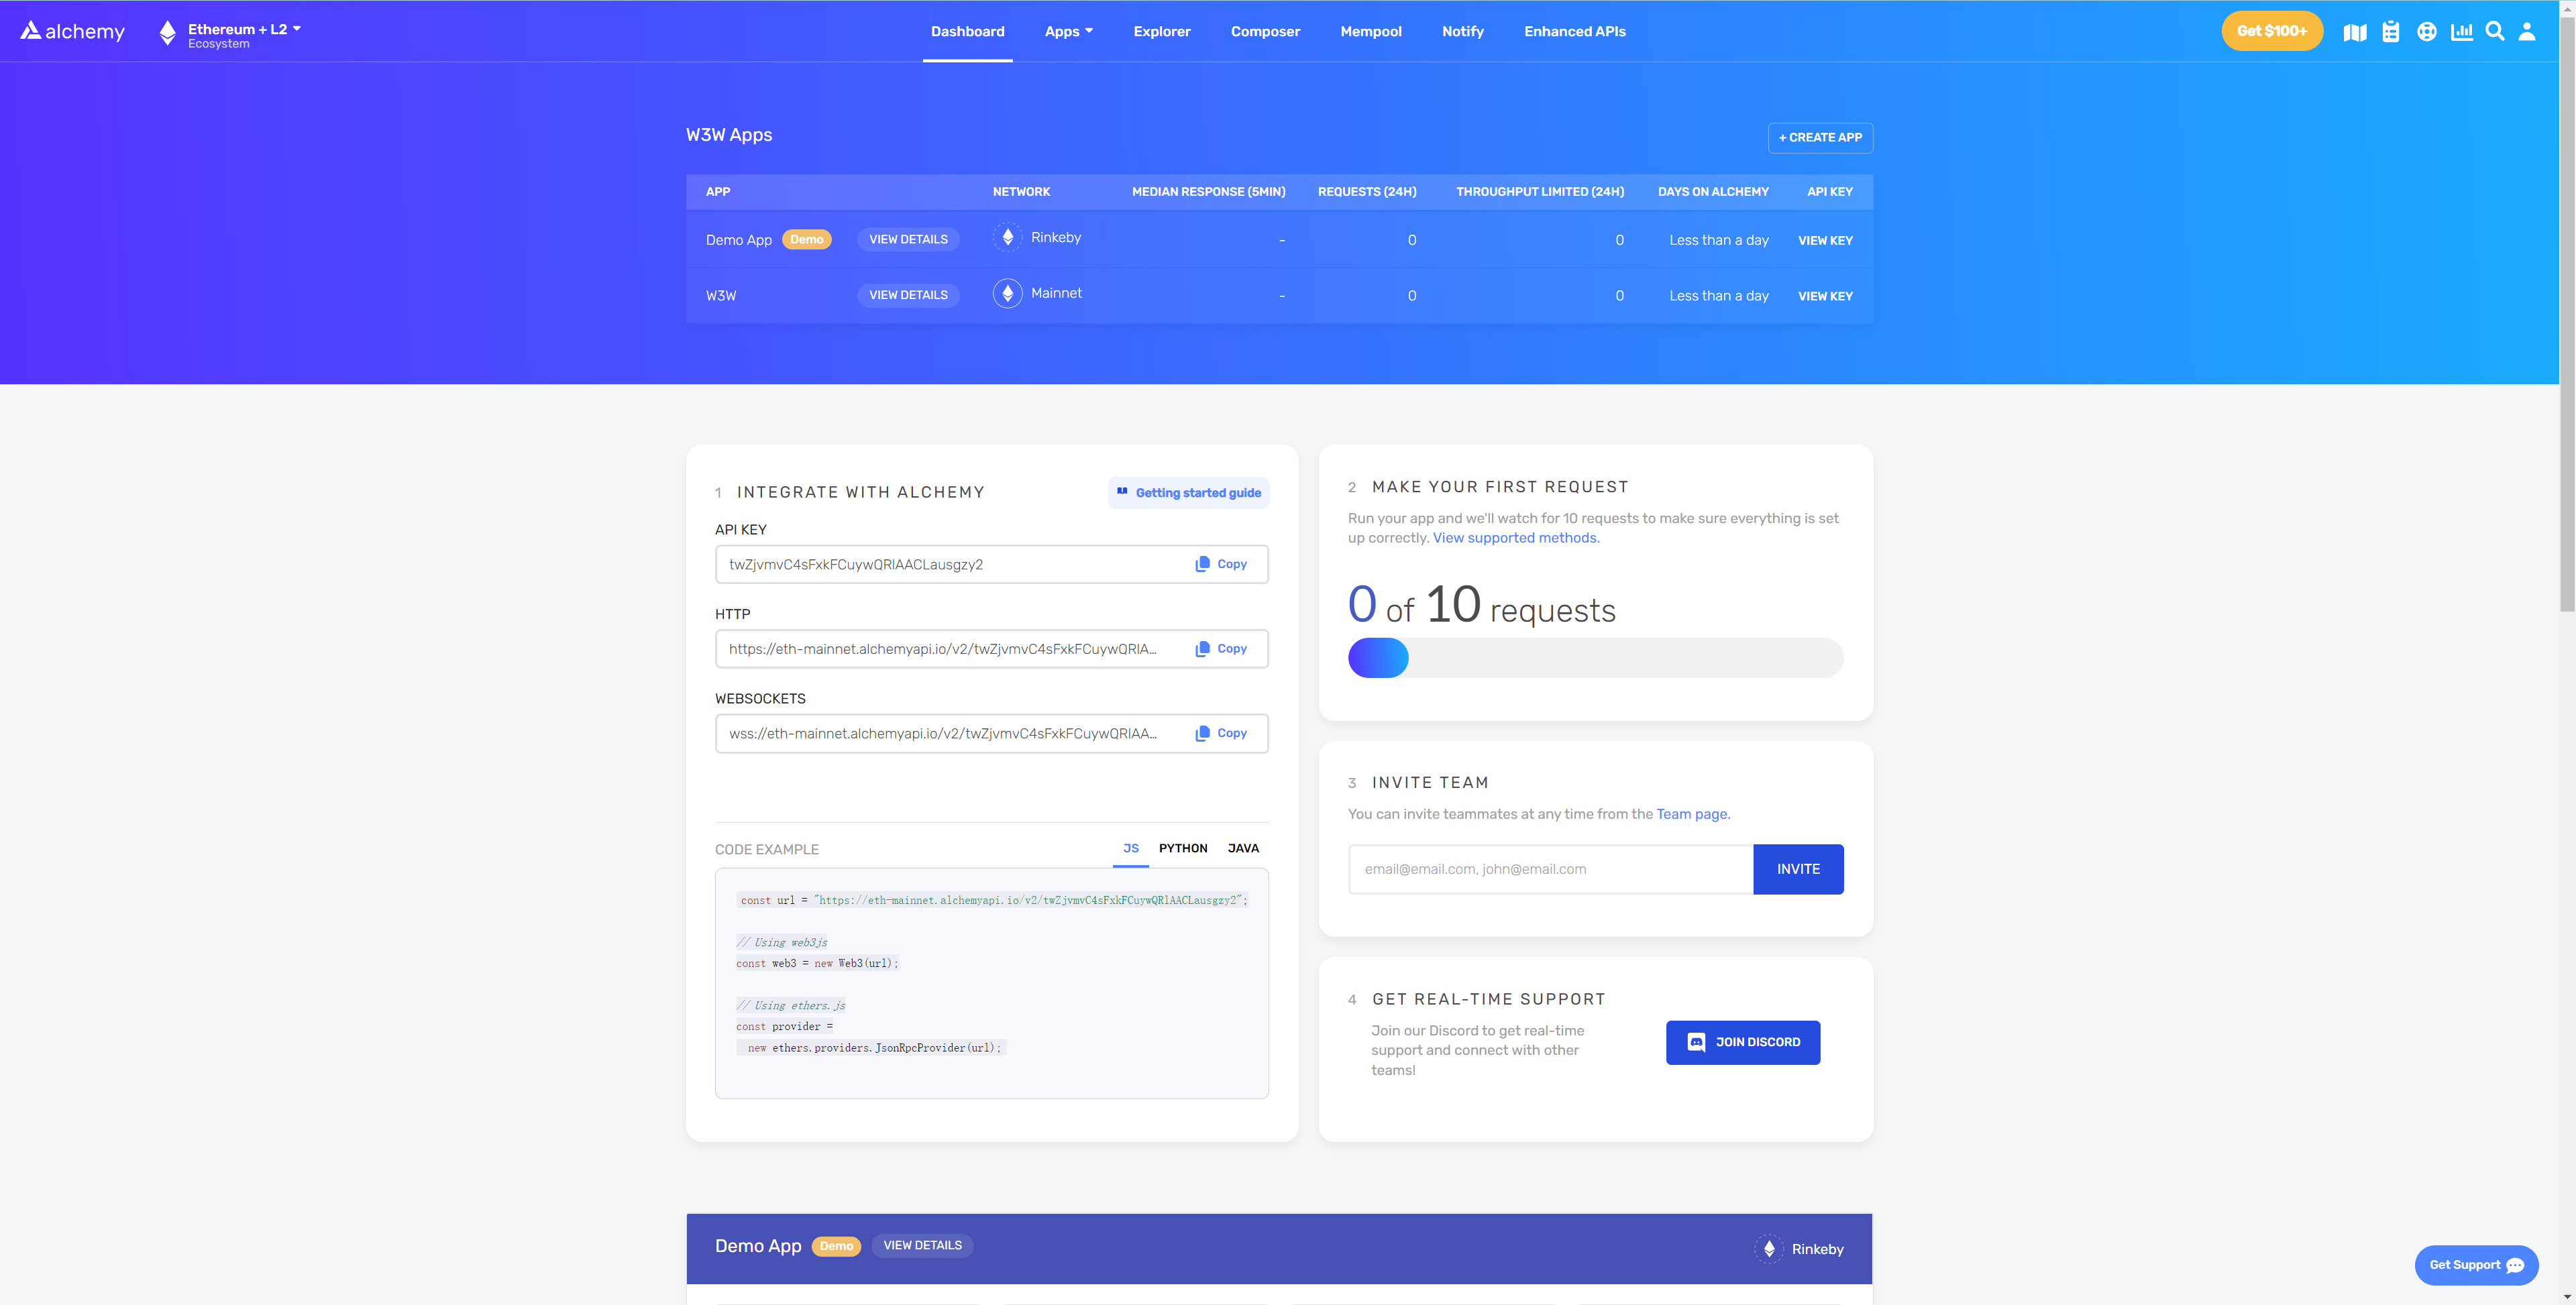 alchemy
Ethereum + L2
Ecosystem
Dashboard
Apps
Explorer
Composer
Mempool
Notify
Enhanced APIs
Get $100+
W3W Apps
+ CREATE APP
APP NETWORK MEDIAN RESPONSE (5MIN) REQUESTS (24H) THROUGHPUT LIMITED (24H) DAYS ON ALCHEMY API KEY
Demo App Demo VIEW DETAILS Rinkeby - 0 0 Less than a day VIEW KEY
W3W VIEW DETAILS Mainnet - 0 0 Less than a day VIEW KEY
1 INTEGRATE WITH ALCHEMY
Getting started guide
API KEY
twZjvmvC4sFxkFCuywQRlAACLausgzy2 Copy
HTTP
https://eth-mainnet.alchemyapi.io/v2/twZjvmvC4sFxkFCuywQRlA... Copy
WEBSOCKETS
wss://eth-mainnet.alchemyapi.io/v2/twZjvmvC4sFxkFCuywQRlAA... Copy
CODE EXAMPLE
JS PYTHON JAVA
const url = "https://eth-mainnet.alchemyapi.io/v2/twZjvmvC4sFxkFCuywQRlAACLausgzy2";
// Using web3js
const web3 = new Web3(url);
// Using ethers.js
const provider =
new ethers.providers.JsonRpcProvider(url);
2 MAKE YOUR FIRST REQUEST
Run your app and we'll watch for 10 requests to make sure everything is set
up correctly. View supported methods.
0 of 10 requests
3 INVITE TEAM
You can invite teammates at any time from the Team page.
email@email.com, john@email.com INVITE
4 GET REAL-TIME SUPPORT
Join our Discord to get real-time
support and connect with other
teams!
JOIN DISCORD
Demo App Demo VIEW DETAILS Rinkeby
Get Support